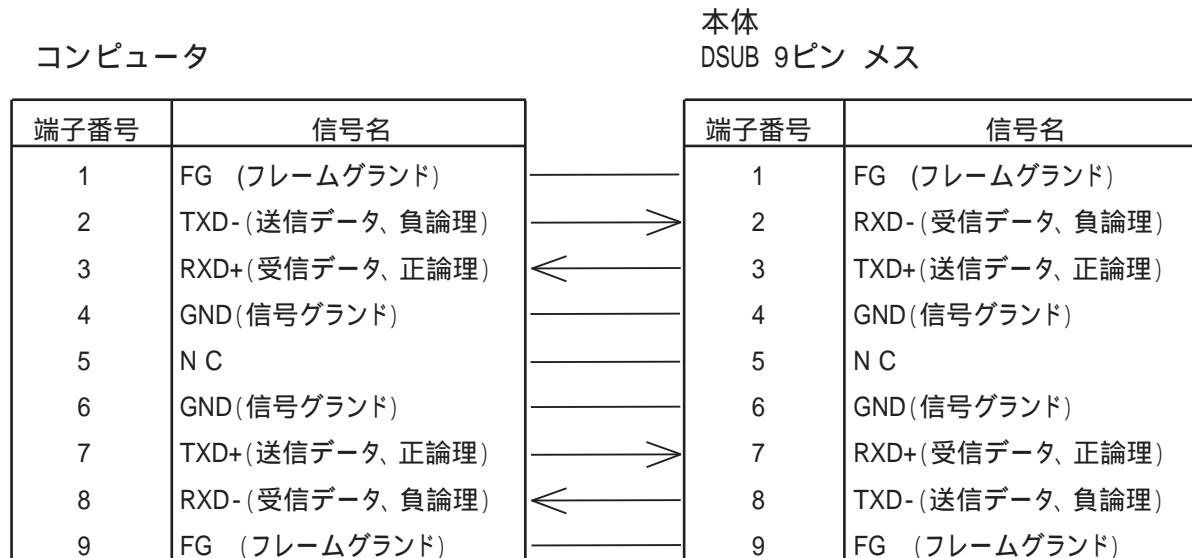 コンピュータ
本体
DSUB 9ピン メス
端子番号 信号名 端子番号 信号名
1 FG (フレームグランド) 1 FG (フレームグランド)
2 TXD-(送信データ、負論理) 2 RXD-(受信データ、負論理)
3 RXD+(受信データ、正論理) 3 TXD+(送信データ、正論理)
4 GND(信号グランド) 4 GND(信号グランド)
5 N C 5 N C
6 GND(信号グランド) 6 GND(信号グランド)
7 TXD+(送信データ、正論理) 7 RXD+(受信データ、正論理)
8 RXD-(受信データ、負論理) 8 TXD-(送信データ、負論理)
9 FG (フレームグランド) 9 FG (フレームグランド)